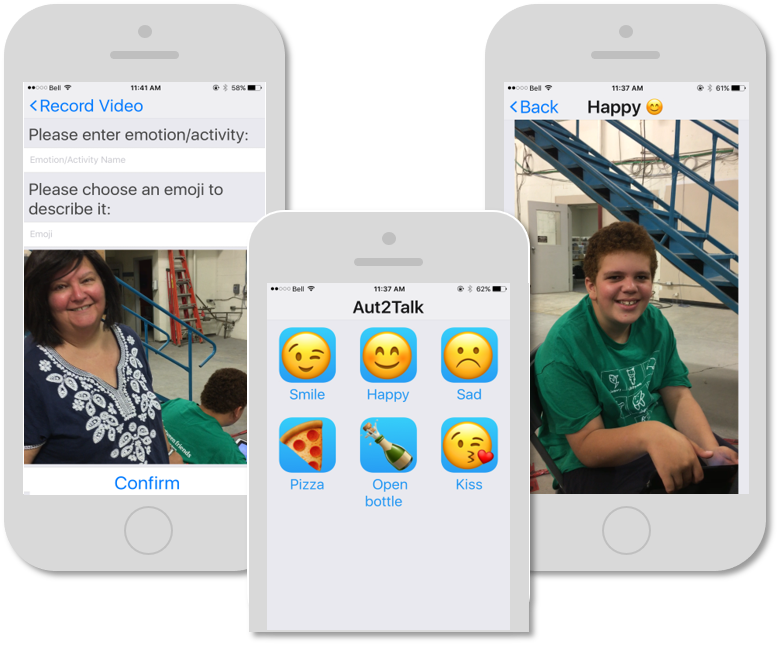 Bell 11:41 AM 58%
Record Video
Please enter emotion/activity:
Emotion/Activity Name
Please choose an emoji to
describe it:
Emoji
Confirm
Bell 11:37 AM 62%
Aut2Talk
Smile Happy Sad
Pizza Open Kiss
bottle
Bell 11:37 AM 61%
Back Happy 😊